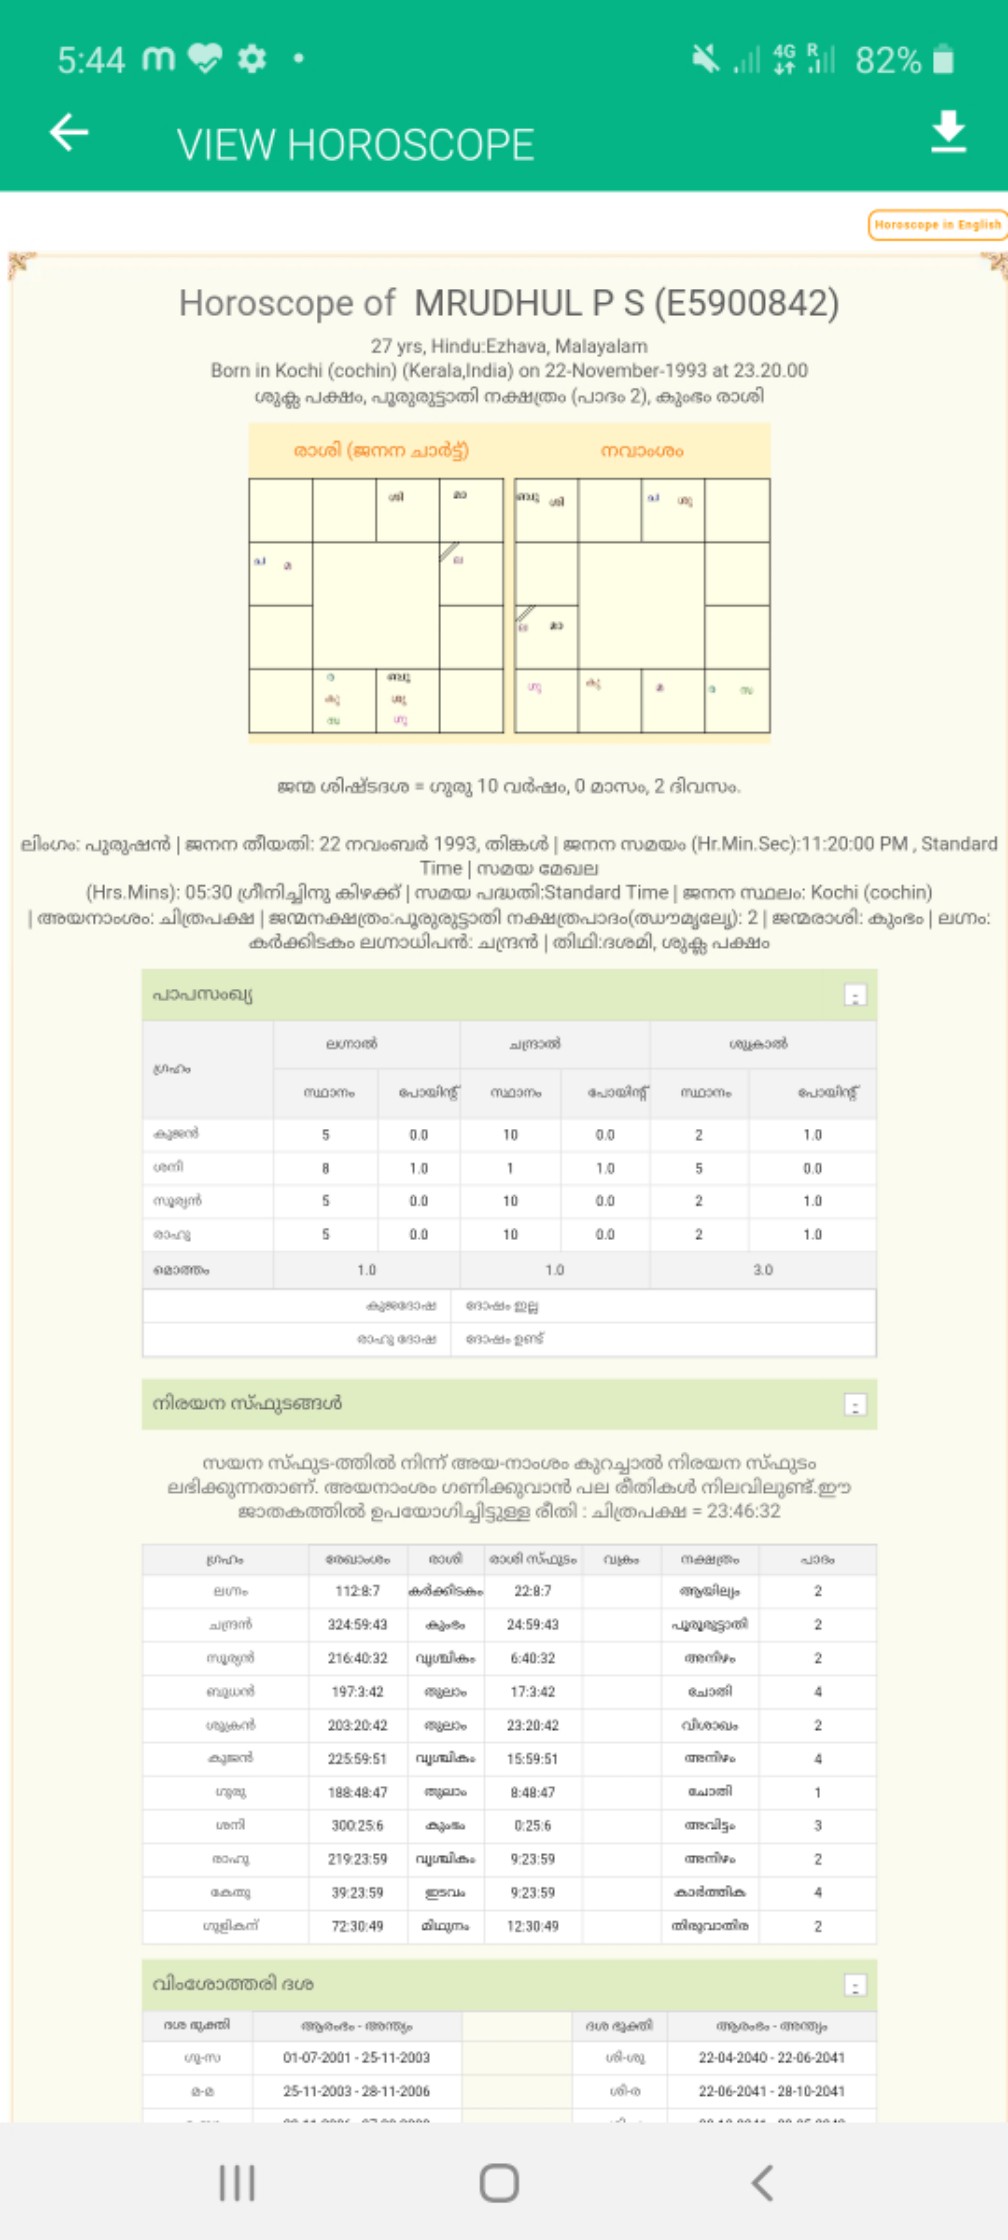 5:44 82%
VIEW HOROSCOPE
Horoscope in English
Horoscope of MRUDHUL P S (E5900842)
27 yrs, Hindu:Ezhava, Malayalam
Born in Kochi (cochin) (Kerala,India) on 22-November-1993 at 23.20.00
ശുക്ല പക്ഷം, പൂരുരുട്ടാതി നക്ഷത്രം (പാദം 2), കുംഭം രാശി
രാശി (ജനന ചാർട്ട്) നവാംശം
ശി മാ ബു ശി ച ശു
ച മ ല
ല മാ
ര ബു
കു ശു ഗു കു മ ര സ
സ ഗു
ജന്മ ശിഷ്ടദശ = ഗുരു 10 വർഷം, 0 മാസം, 2 ദിവസം.
ലിംഗം: പുരുഷൻ | ജനന തീയതി: 22 നവംബർ 1993, തിങ്കൾ | ജനന സമയം (Hr.Min.Sec):11:20:00 PM , Standard
Time | സമയ മേഖല
(Hrs.Mins): 05:30 ഗ്രീനിച്ചിനു കിഴക്ക് | സമയ പദ്ധതി:Standard Time | ജനന സ്ഥലം: Kochi (cochin)
| അയനാംശം: ചിത്രപക്ഷ | ജന്മനക്ഷത്രം:പൂരുരുട്ടാതി 2 | ജന്മരാശി: കുംഭം | ലഗ്നം:
കർക്കിടകം ലഗ്നാധിപൻ: ചന്ദ്രൻ | തിഥി:ദശമി, ശുക്ല പക്ഷം
പാപസംഖ്യ
ഗ്രഹം ലഗ്നാൽ ചന്ദ്രാൽ ശുക്രാൽ
സ്ഥാനം പോയിന്റ് സ്ഥാനം പോയിന്റ് സ്ഥാനം പോയിന്റ്
കുജൻ 5 0.0 10 0.0 2 1.0
ശനി 8 1.0 1 1.0 5 0.0
സൂര്യൻ 5 0.0 10 0.0 2 1.0
രാഹു 5 0.0 10 0.0 2 1.0
മൊത്തം 1.0 1.0 3.0
കുജദോഷ ദോഷം ഇല്ല
രാഹു ദോഷ ദോഷം ഉണ്ട്
നിരയന സ്ഫുടങ്ങൾ
സയന സ്ഫുട-ത്തിൽ നിന്ന് അയ-നാംശം കുറച്ചാൽ നിരയന സ്ഫുടം
ലഭിക്കുന്നതാണ്. അയനാംശം ഗണിക്കുവാൻ പല രീതികൾ നിലവിലുണ്ട്.ഈ
ജാതകത്തിൽ ഉപയോഗിച്ചിട്ടുള്ള രീതി : ചിത്രപക്ഷ = 23:46:32
ഗ്രഹം രേഖാംശം രാശി രാശി സ്ഫുടം വക്രം നക്ഷത്രം പാദം
ലഗ്നം 112:8:7 കർക്കിടകം 22:8:7 ആയില്യം 2
ചന്ദ്രൻ 324:59:43 കുംഭം 24:59:43 പൂരുരുട്ടാതി 2
സൂര്യൻ 216:40:32 വൃശ്ചികം 6:40:32 അനിഴം 2
ബുധൻ 197:3:42 തുലാം 17:3:42 ചോതി 4
ശുക്രൻ 203:20:42 തുലാം 23:20:42 വിശാഖം 2
കുജൻ 225:59:51 വൃശ്ചികം 15:59:51 അനിഴം 4
ഗുരു 188:48:47 തുലാം 8:48:47 ചോതി 1
ശനി 300:25:6 കുംഭം 0:25:6 അവിട്ടം 3
രാഹു 219:23:59 വൃശ്ചികം 9:23:59 അനിഴം 2
കേതു 39:23:59 ഇടവം 9:23:59 കാർത്തിക 4
ഗുളികന് 72:30:49 മിഥുനം 12:30:49 തിരുവാതിര 2
വിംശോത്തരി ദശ
ദശ ഭുക്തി ആരംഭം - അന്ത്യം ദശ ഭുക്തി ആരംഭം - അന്ത്യം
ഗു-സ 01-07-2001 - 25-11-2003 ശി-ശു 22-04-2040 - 22-06-2041
മ-മ 25-11-2003 - 28-11-2006 ശി-ര 22-06-2041 - 28-10-2041